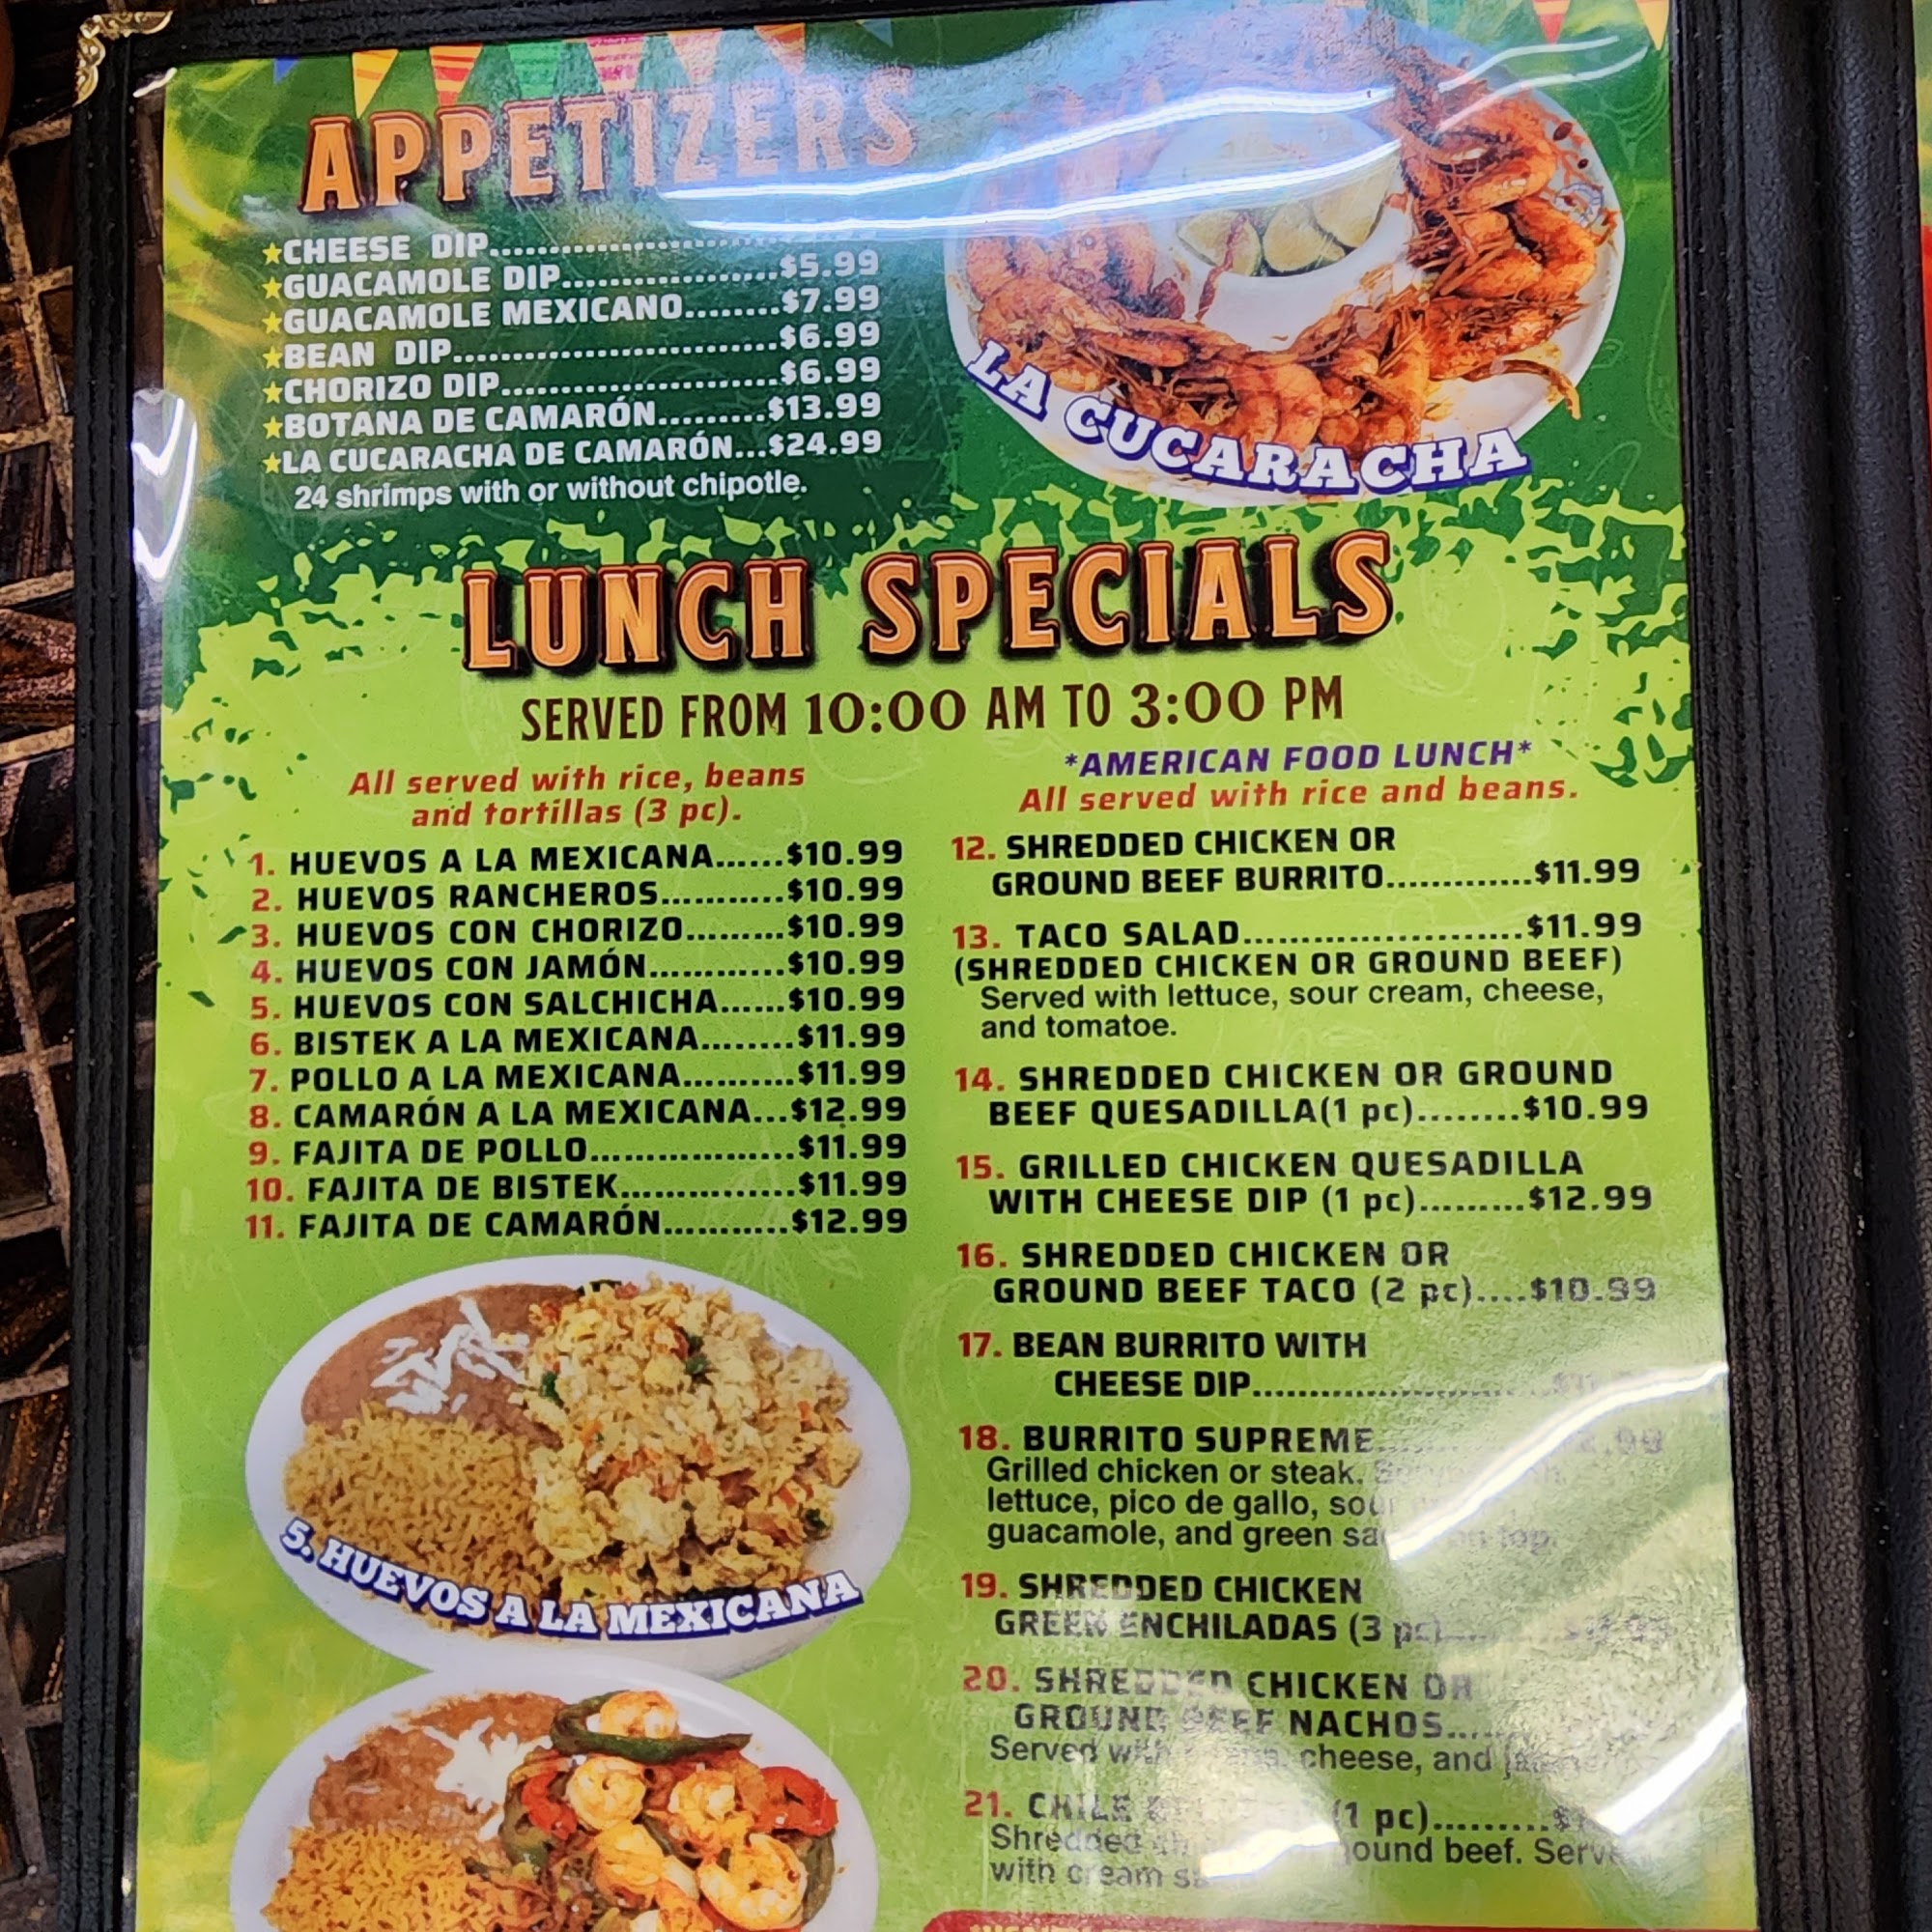 APPETIZERS
★CHEESE DIP
★GUACAMOLE DIP................$5.99
★GUACAMOLE MEXICANO........$7.99
★BEAN DIP............................$6.99
★CHORIZO DIP........................$6.99
★BOTANA DE CAMARÓN.........$13.99
★LA CUCARACHA DE CAMARÓN...$24.99
24 shrimps with or without chipotle.
LA CUCARACHA
LUNCH SPECIALS
SERVED FROM 10:00 AM TO 3:00 PM
All served with rice, beans
and tortillas (3 pc).
1. HUEVOS A LA MEXICANA......$10.99
2. HUEVOS RANCHEROS...........$10.99
3. HUEVOS CON CHORIZO.........$10.99
4. HUEVOS CON JAMÓN............$10.99
5. HUEVOS CON SALCHICHA......$10.99
6. BISTEK A LA MEXICANA........$11.99
7. POLLO A LA MEXICANA..........$11.99
8. CAMARÓN A LA MEXICANA...$12.99
9. FAJITA DE POLLO..................$11.99
10. FAJITA DE BISTEK...............$11.99
11. FAJITA DE CAMARÓN...........$12.99
5. HUEVOS A LA MEXICANA
*AMERICAN FOOD LUNCH*
All served with rice and beans.
12. SHREDDED CHICKEN OR
GROUND BEEF BURRITO.............$11.99
13. TACO SALAD........................$11.99
(SHREDDED CHICKEN OR GROUND BEEF)
Served with lettuce, sour cream, cheese,
and tomatoe.
14. SHREDDED CHICKEN OR GROUND
BEEF QUESADILLA(1 pc)........$10.99
15. GRILLED CHICKEN QUESADILLA
WITH CHEESE DIP (1 pc).........$12.99
16. SHREDDED CHICKEN OR
GROUND BEEF TACO (2 pc)....$10.99
17. BEAN BURRITO WITH
CHEESE DIP
18. BURRITO SUPREME
Grilled chicken or steak.
lettuce, pico de gallo,
guacamole, and green on top.
19. SHREDDED CHICKEN
GREEN ENCHILADAS (3 pc)
20. SHREDDED CHICKEN OR
GROUND BEEF NACHOS
Served with cheese, and
21. CHILE (1 pc)
Shredded beef.
with cream